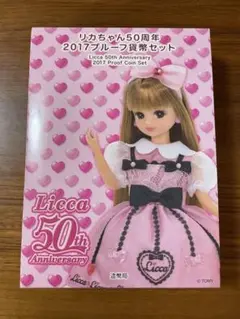 リカちゃん50周年
2017プルーフ貨幣セット
Licca 50th Anniversary
2017 Proof Coin Set
Licca
50th
Anniversary
Licca
造幣局
© TOMY